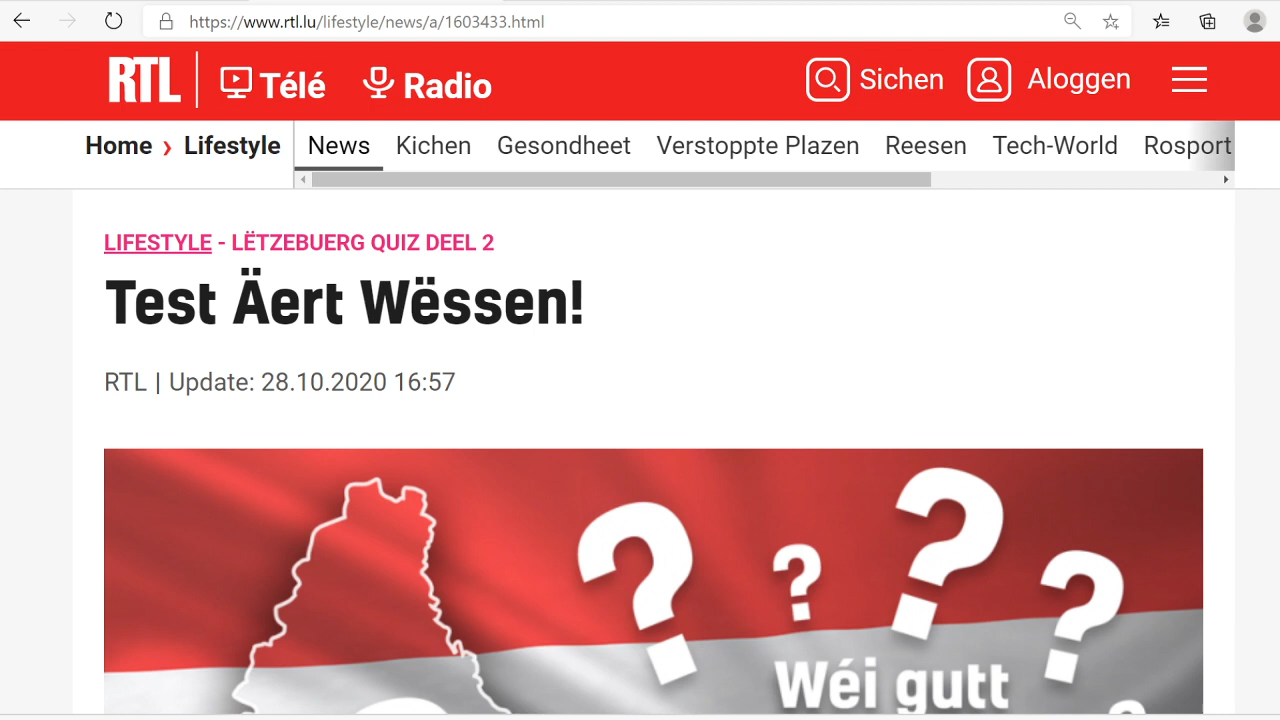 https://www.rtl.lu/lifestyle/news/a/1603433.html
RTL Télé Radio Sichen Aloggen
Home › Lifestyle News Kichen Gesondheet Verstoppte Plazen Reesen Tech-World Rosport
LIFESTYLE - LËTZEBUERG QUIZ DEEL 2
Test Äert Wëssen!
RTL | Update: 28.10.2020 16:57
? ? ? ?
Wéi gutt